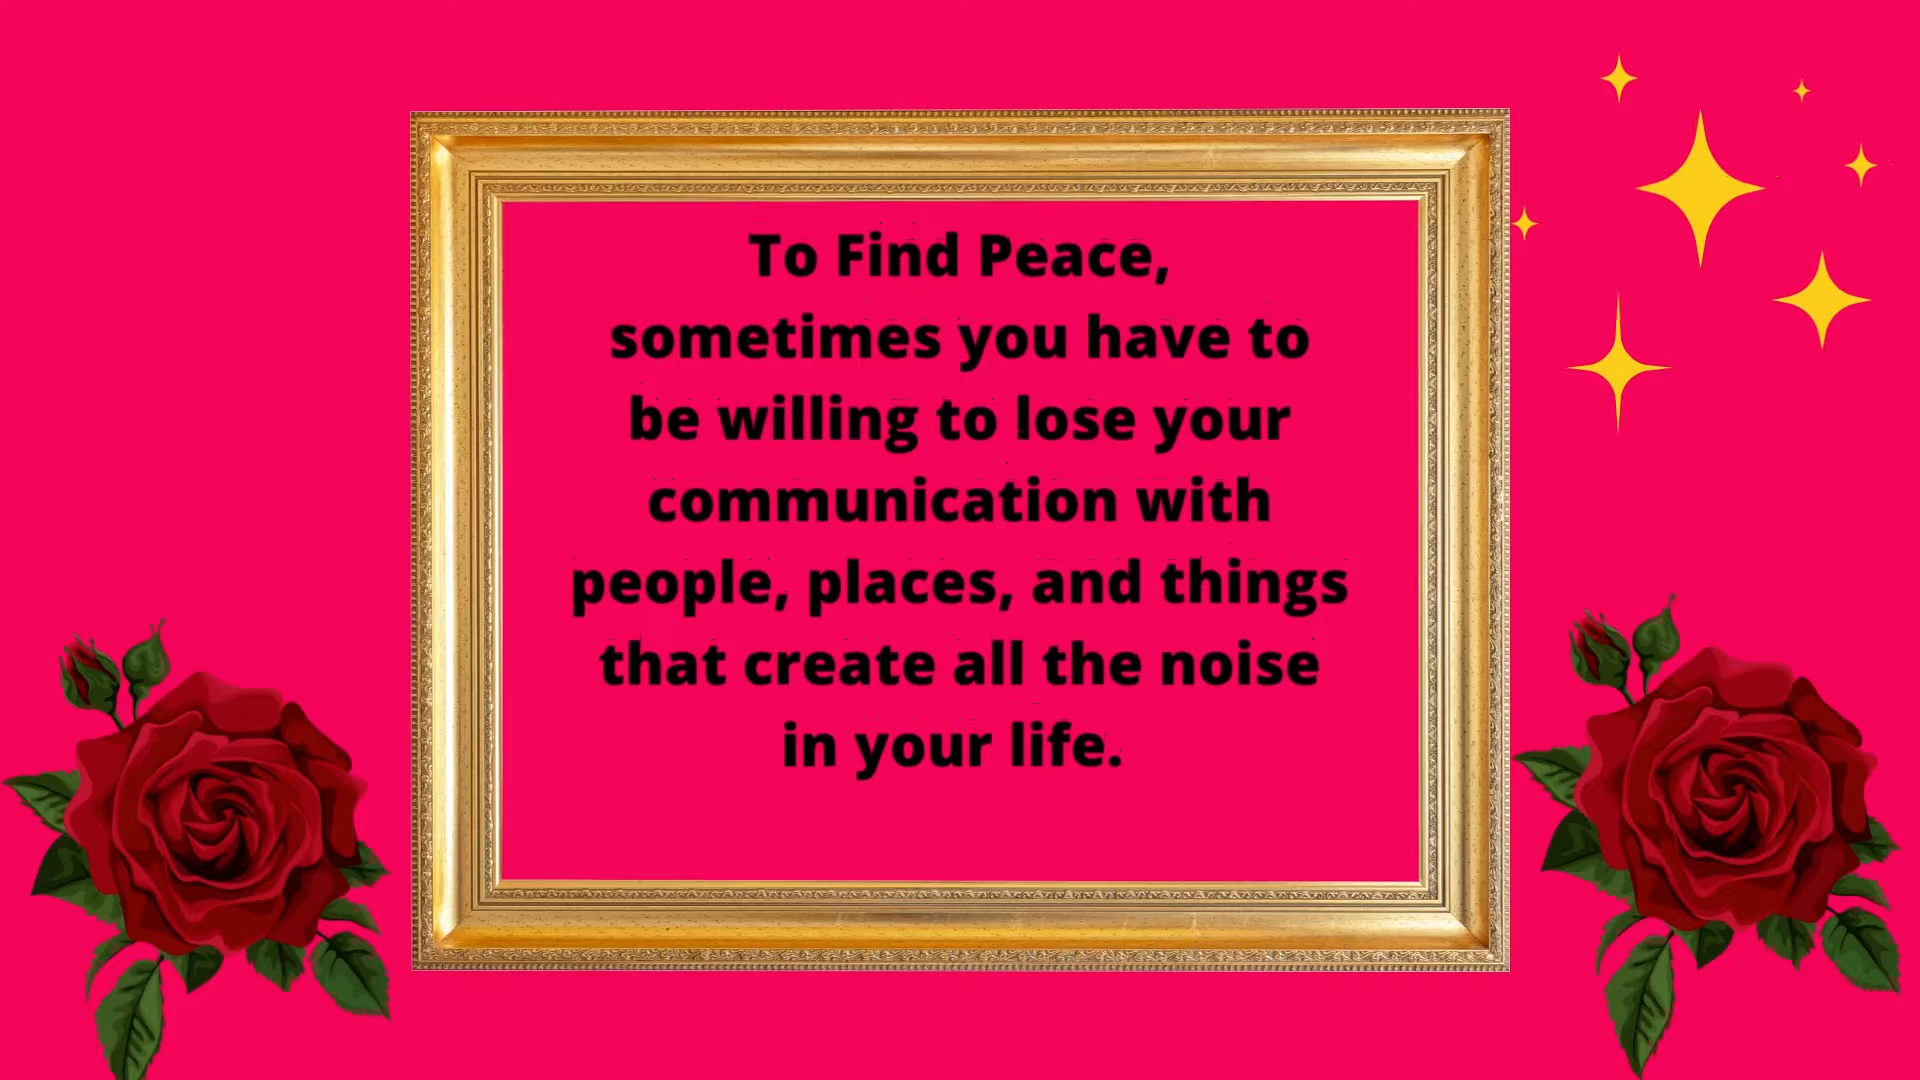 To Find Peace,
sometimes you have to
be willing to lose your
communication with
people, places, and things
that create all the noise
in your life.